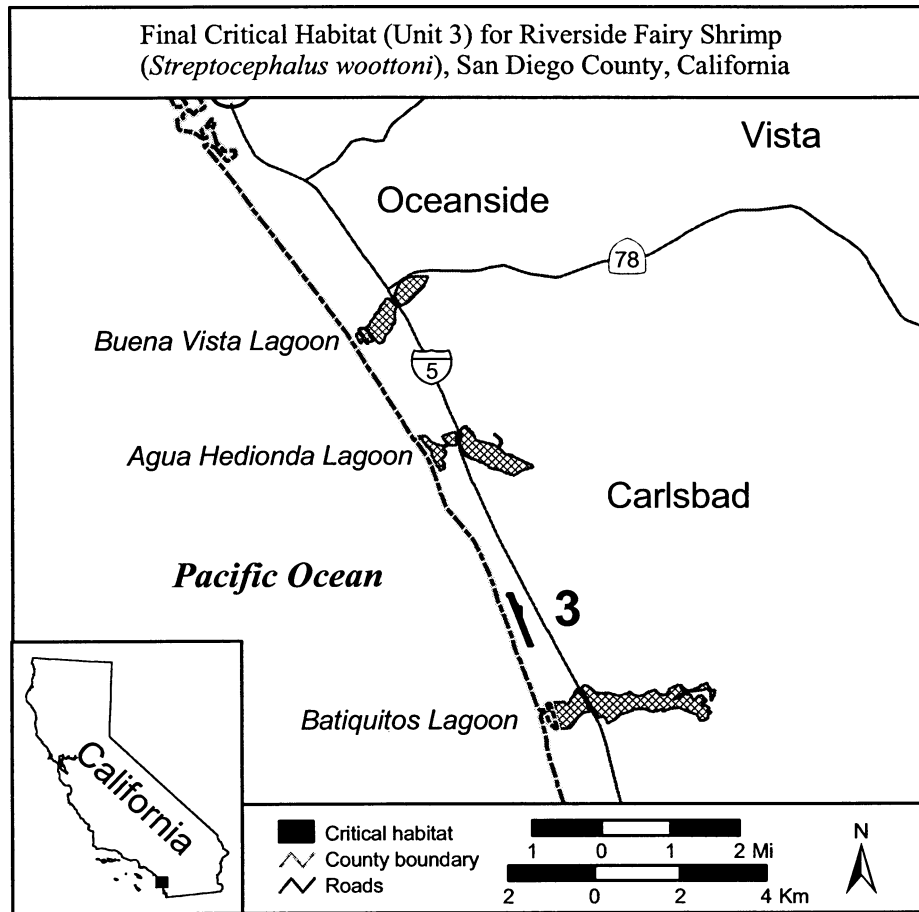 Final Critical Habitat (Unit 3) for Riverside Fairy Shrimp
(Streptocephalus woottoni), San Diego County, California
Vista
Oceanside
78
Buena Vista Lagoon
5
Agua Hedionda Lagoon
Carlsbad
Pacific Ocean
3
Batiquitos Lagoon
California
Critical habitat
County boundary
Roads
1 0 1 2 Mi
2 0 2 4 Km
N